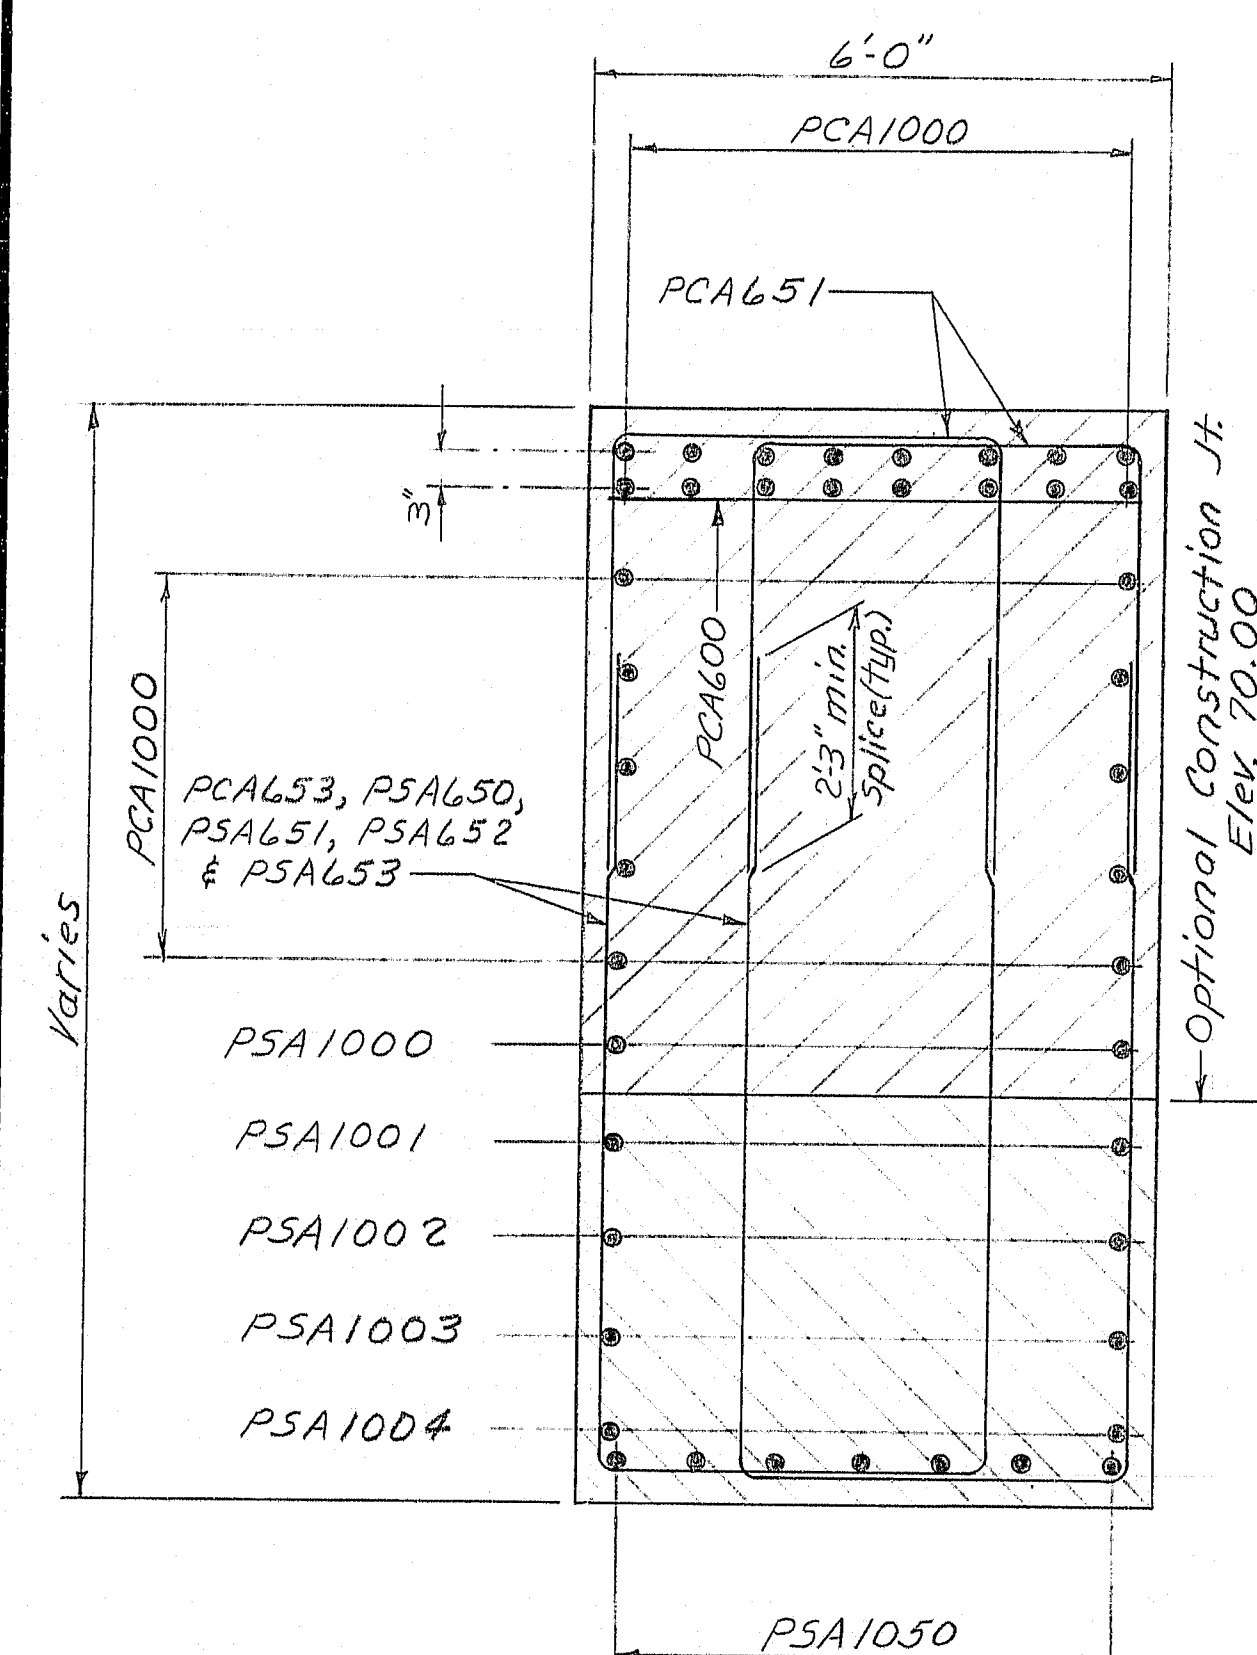 6'-0"
PCA1000
PCA651
3"
PCA600
2'3" min.
Splice (typ.)
PCA1000
PCA653, PSA650,
PSA651, PSA652
& PSA653
Varies
Optional Construction Jt.
Elev. 70.00
PSA1000
PSA1001
PSA1002
PSA1003
PSA1004
PSA1050